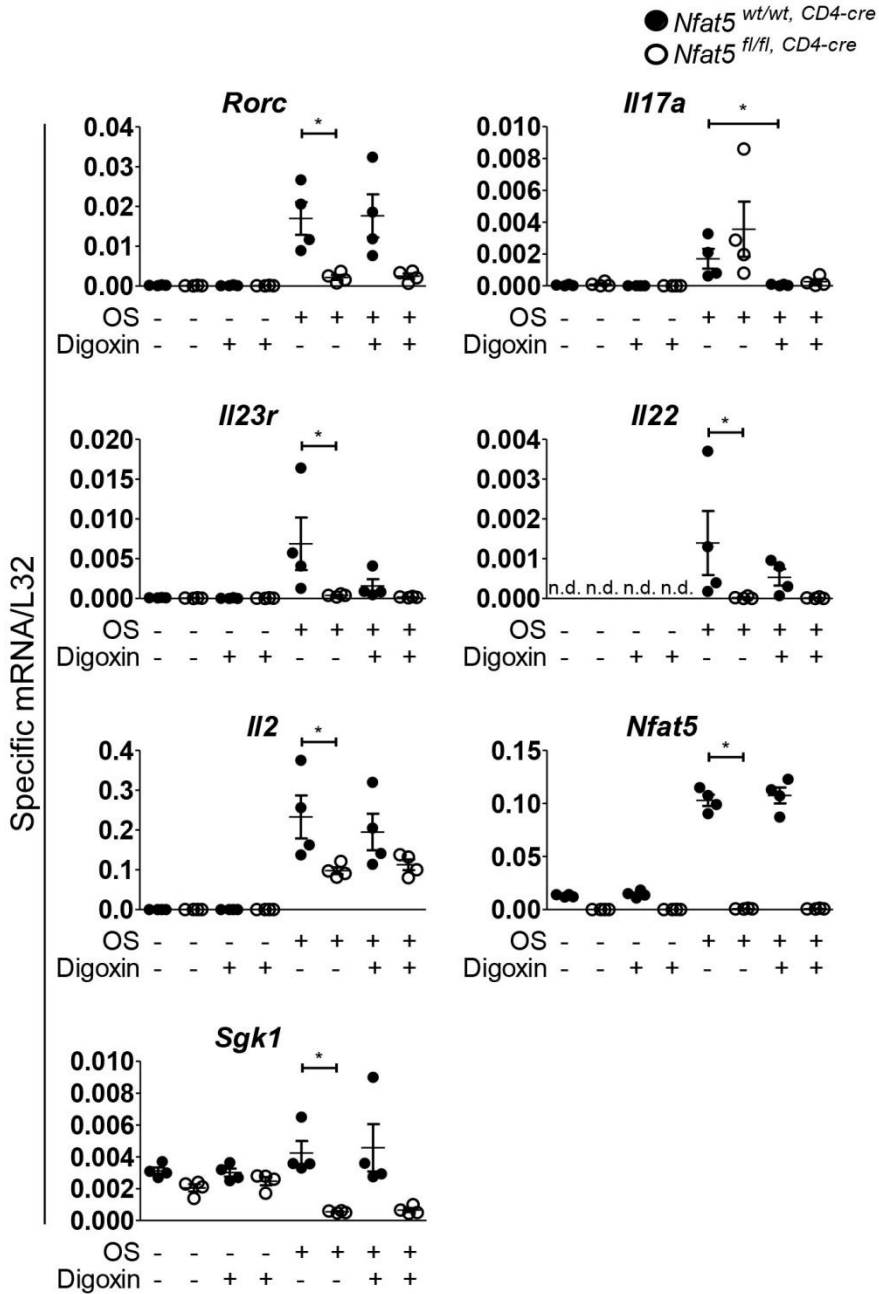 ● Nfat5 wt/wt, CD4-cre
○ Nfat5 fl/fl, CD4-cre
Specific mRNA/L32
Rorc
*
0.04
0.03
0.02
0.01
0.00
OS - - - - + + + +
Digoxin - - + + - - + +
Il17a
*
0.010
0.008
0.006
0.004
0.002
0.000
OS - - - - + + + +
Digoxin - - + + - - + +
Il23r
*
0.020
0.015
0.010
0.005
0.000
OS - - - - + + + +
Digoxin - - + + - - + +
Il22
*
0.004
0.003
0.002
0.001
0.000
n.d. n.d. n.d. n.d.
OS - - - - + + + +
Digoxin - - + + - - + +
Il2
*
0.4
0.3
0.2
0.1
0.0
OS - - - - + + + +
Digoxin - - + + - - + +
Nfat5
*
0.15
0.10
0.05
0.00
OS - - - - + + + +
Digoxin - - + + - - + +
Sgk1
*
0.010
0.008
0.006
0.004
0.002
0.000
OS - - - - + + + +
Digoxin - - + + - - + +